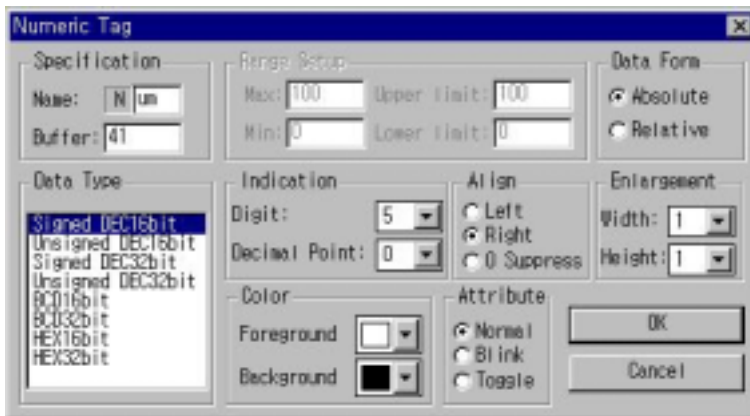 Numeric Tag
Specification
Name: N um
Buffer: 41
Range Setup
Max: 100 Upper limit: 100
Min: 0 Lower limit: 0
Data Form
Absolute
Relative
Data Type
Signed DEC16bit
Unsigned DEC16bit
Signed DEC32bit
Unsigned DEC32bit
BCD16bit
BCD32bit
HEX16bit
HEX32bit
Indication
Digit: 5
Decimal Point: 0
Align
Left
Right
0 Suppress
Enlargement
Width: 1
Height: 1
Color
Foreground
Background
Attribute
Normal
Blink
Toggle
OK
Cancel